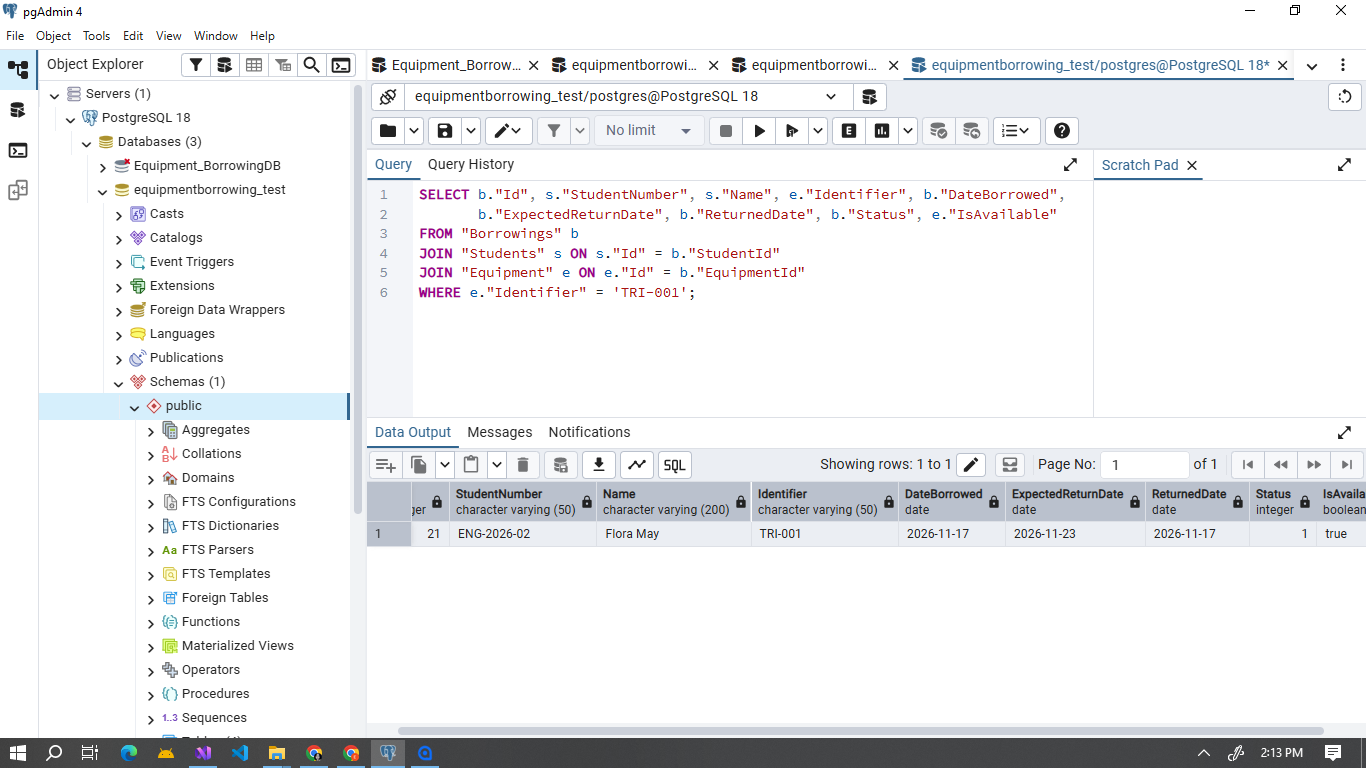 pgAdmin 4
File Object Tools Edit View Window Help
Object Explorer
Servers (1)
PostgreSQL 18
Databases (3)
Equipment_BorrowingDB
equipmentborrowing_test
Casts
Catalogs
Event Triggers
Extensions
Foreign Data Wrappers
Languages
Publications
Schemas (1)
public
Aggregates
Collations
Domains
FTS Configurations
FTS Dictionaries
FTS Parsers
FTS Templates
Foreign Tables
Functions
Materialized Views
Operators
Procedures
Sequences
Equipment_Borrow... equipmentborrowi... equipmentborrowi... equipmentborrowing_test/postgres@PostgreSQL 18*
equipmentborrowing_test/postgres@PostgreSQL 18
No limit
Query Query History
Scratch Pad
1 SELECT b."Id", s."StudentNumber", s."Name", e."Identifier", b."DateBorrowed",
2 b."ExpectedReturnDate", b."ReturnedDate", b."Status", e."IsAvailable"
3 FROM "Borrowings" b
4 JOIN "Students" s ON s."Id" = b."StudentId"
5 JOIN "Equipment" e ON e."Id" = b."EquipmentId"
6 WHERE e."Identifier" = 'TRI-001';
Data Output Messages Notifications
SQL Showing rows: 1 to 1 Page No: 1 of 1
StudentNumber Name Identifier DateBorrowed ExpectedReturnDate ReturnedDate Status IsAvaila
ger character varying (50) character varying (200) character varying (50) date date date integer boolean
1 21 ENG-2026-02 Flora May TRI-001 2026-11-17 2026-11-23 2026-11-17 1 true
2:13 PM